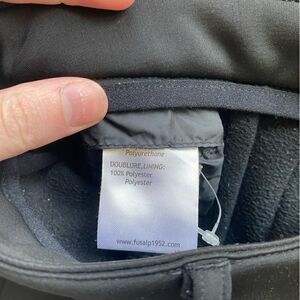 Polyurethane
DOUBLURE, LINING:
100% Polyester
Polyester
www.fusalp1952.com